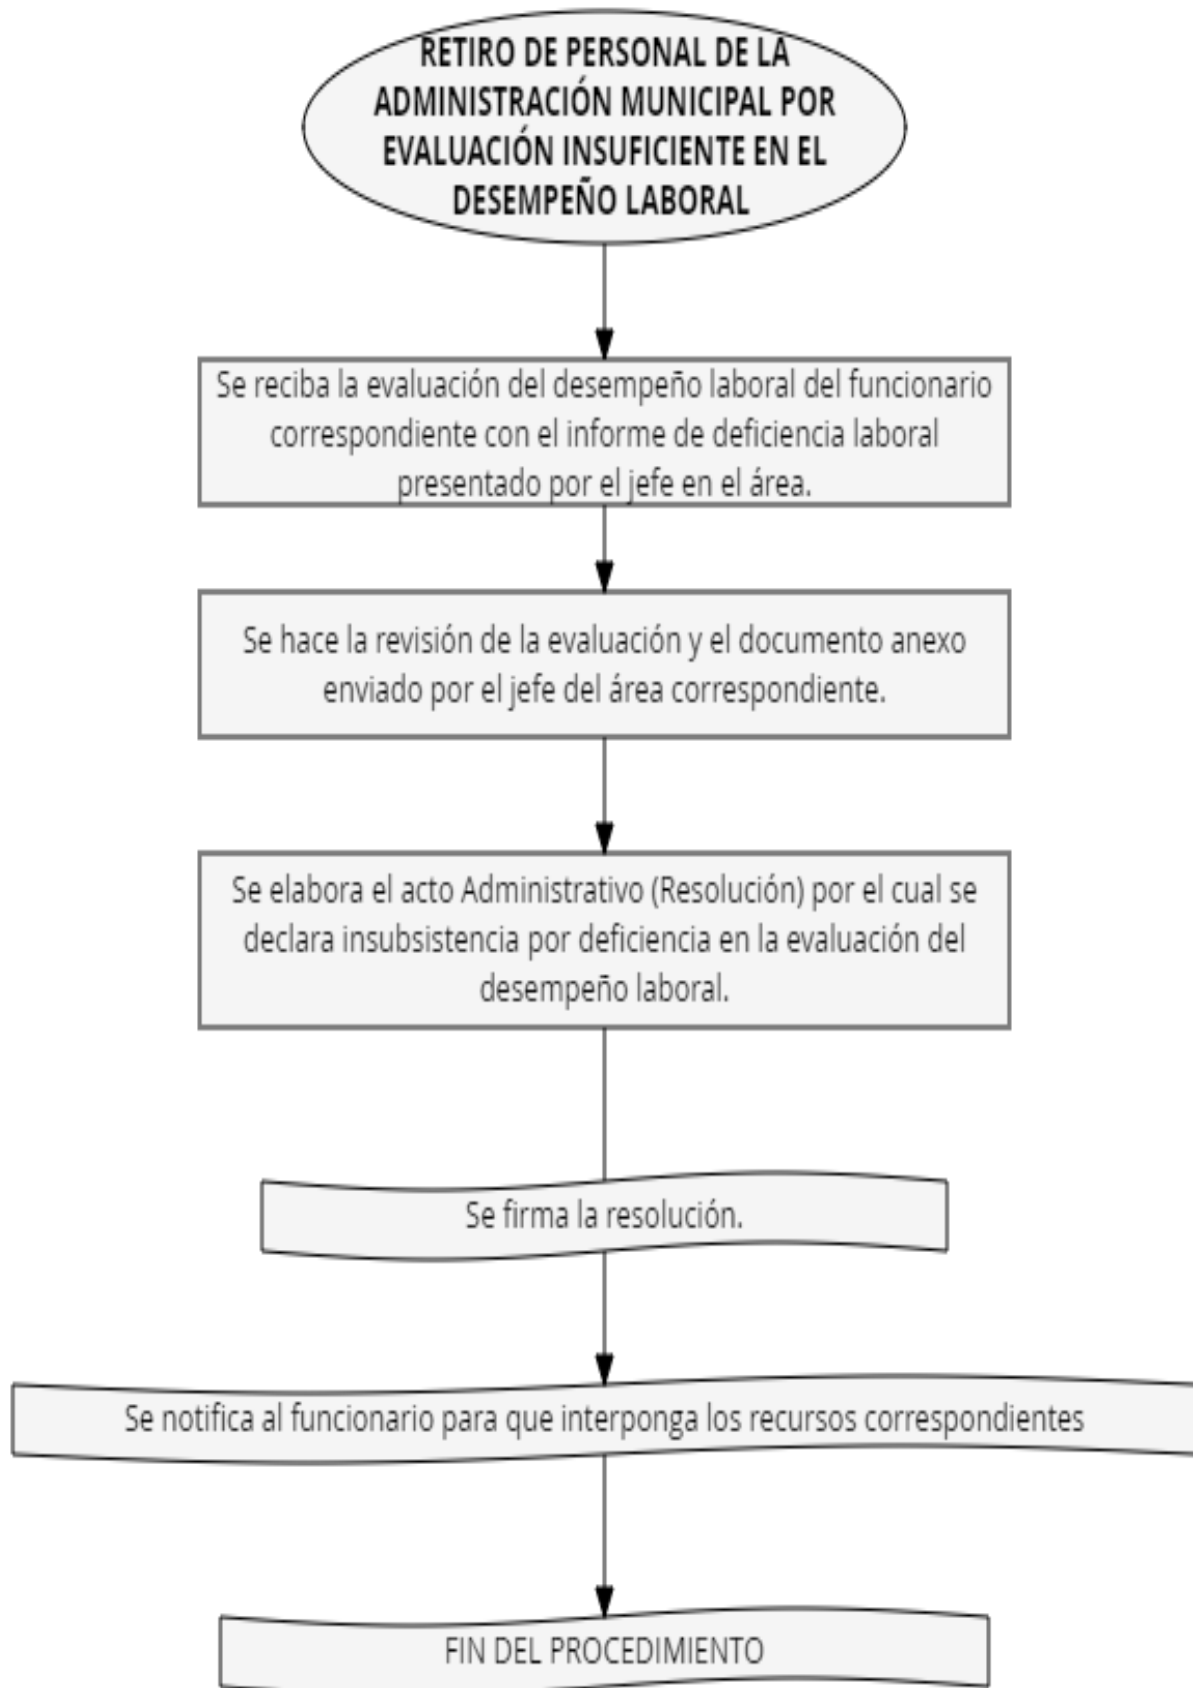 RETIRO DE PERSONAL DE LA
ADMINISTRACIÓN MUNICIPAL POR
EVALUACIÓN INSUFICIENTE EN EL
DESEMPEÑO LABORAL
Se reciba la evaluación del desempeño laboral del funcionario
correspondiente con el informe de deficiencia laboral
presentado por el jefe en el área.
Se hace la revisión de la evaluación y el documento anexo
enviado por el jefe del área correspondiente.
Se elabora el acto Administrativo (Resolución) por el cual se
declara insubsistencia por deficiencia en la evaluación del
desempeño laboral.
Se firma la resolución.
Se notifica al funcionario para que interponga los recursos correspondientes
FIN DEL PROCEDIMIENTO